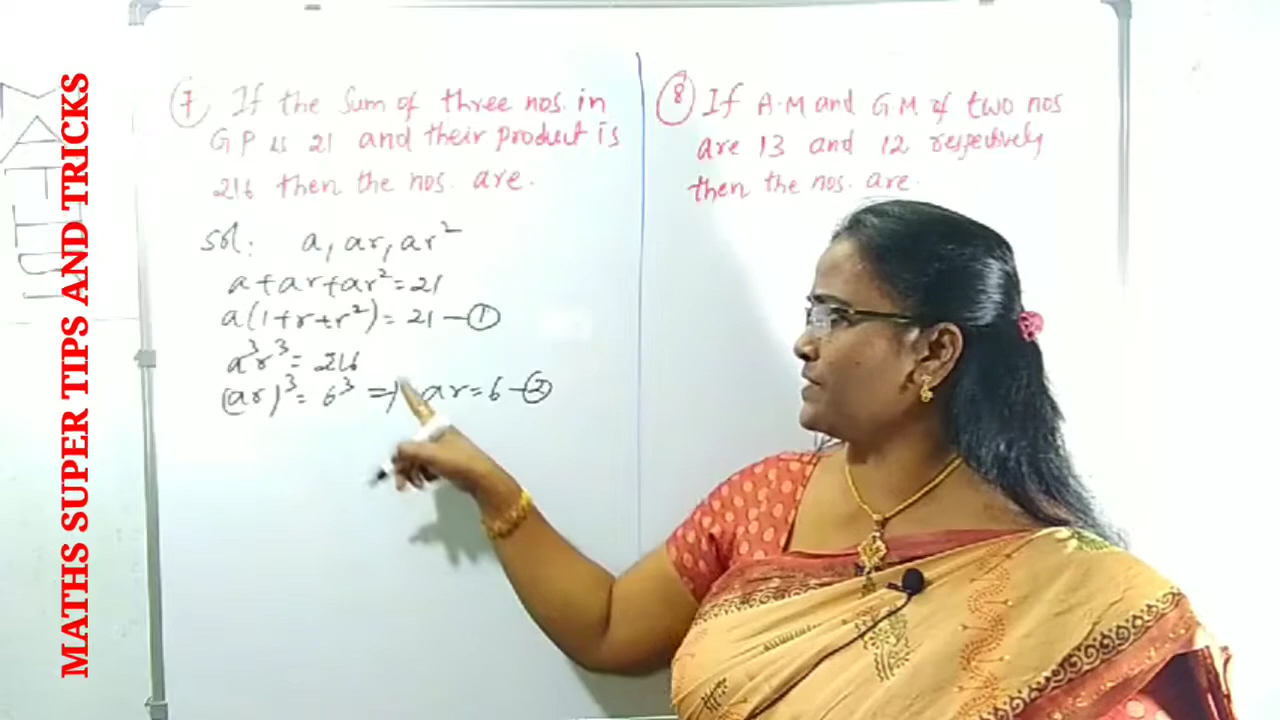 MATHS SUPER TIPS AND TRICKS
7 If the Sum of three nos. in
GP is 21 and their product is
216 then the nos. are.
Sol: a, ar, ar²
a+ar+ar²=21
a(1+r+r²)=21—①
a³r³=216
(ar)³=6³ => ar=6—②
8 If A.M and G.M of two nos
are 13 and 12 respectively
then the nos. are.